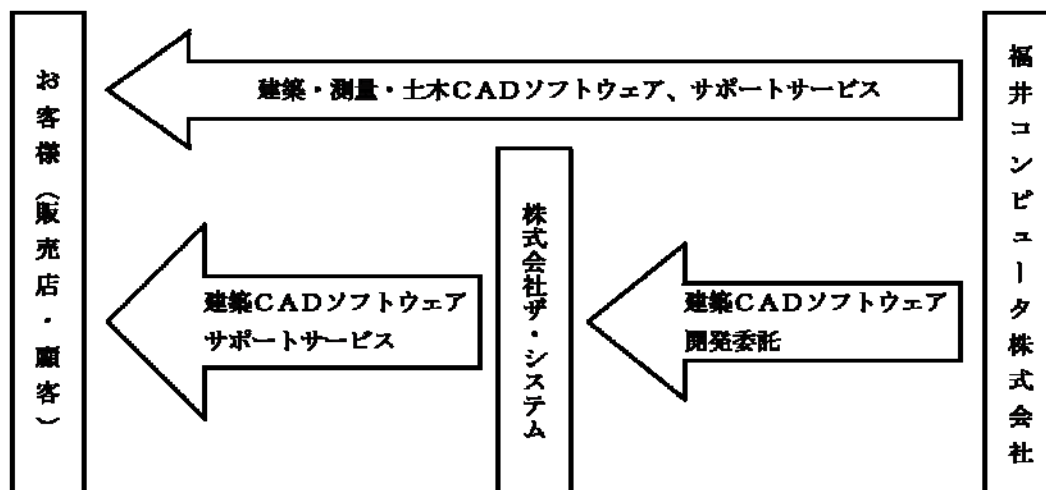 お客様（販売店・顧客）
建築・測量・土木ＣＡＤソフトウェア、サポートサービス
建築ＣＡＤソフトウェア
サポートサービス
株式会社ザ・システム
建築ＣＡＤソフトウェア
開発委託
福井コンピュータ株式会社